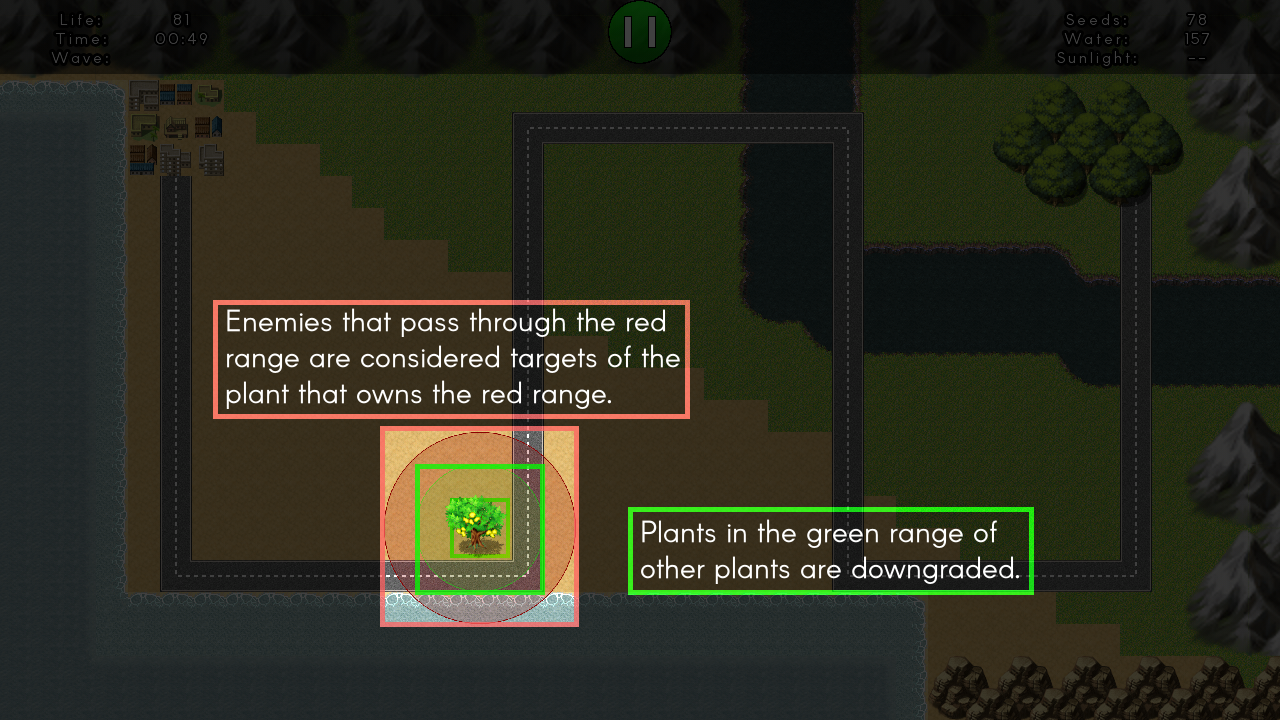 Life: 81
Time: 00:49
Wave:
Seeds: 78
Water: 157
Sunlight: --
Enemies that pass through the red
range are considered targets of the
plant that owns the red range.
Plants in the green range of
other plants are downgraded.